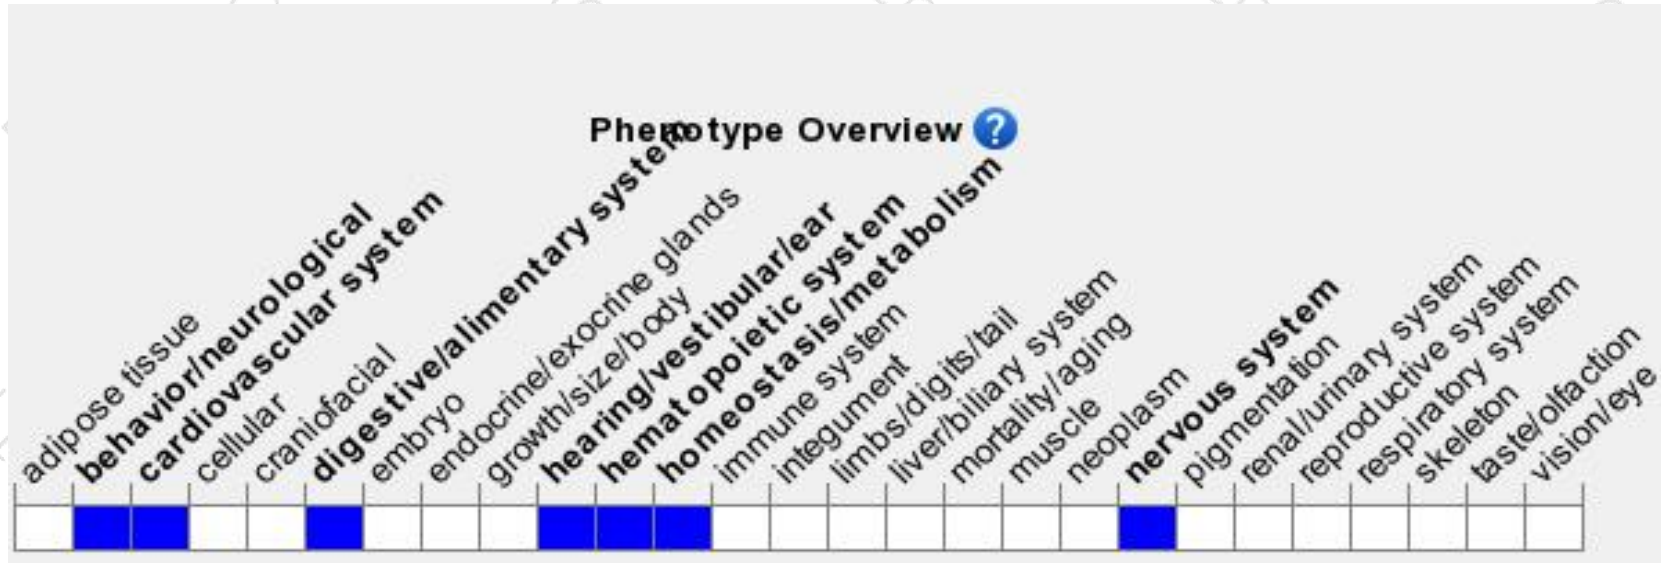 Phenotype Overview ?
adipose tissue
behavior/neurological
cardiovascular system
cellular
craniofacial
digestive/alimentary system
embryo
endocrine/exocrine glands
growth/size/body
hearing/vestibular/ear
hematopoietic system
homeostasis/metabolism
immune system
integument
limbs/digits/tail
liver/biliary system
mortality/aging
muscle
neoplasm
nervous system
pigmentation
renal/urinary system
reproductive system
respiratory system
skeleton
taste/olfaction
vision/eye